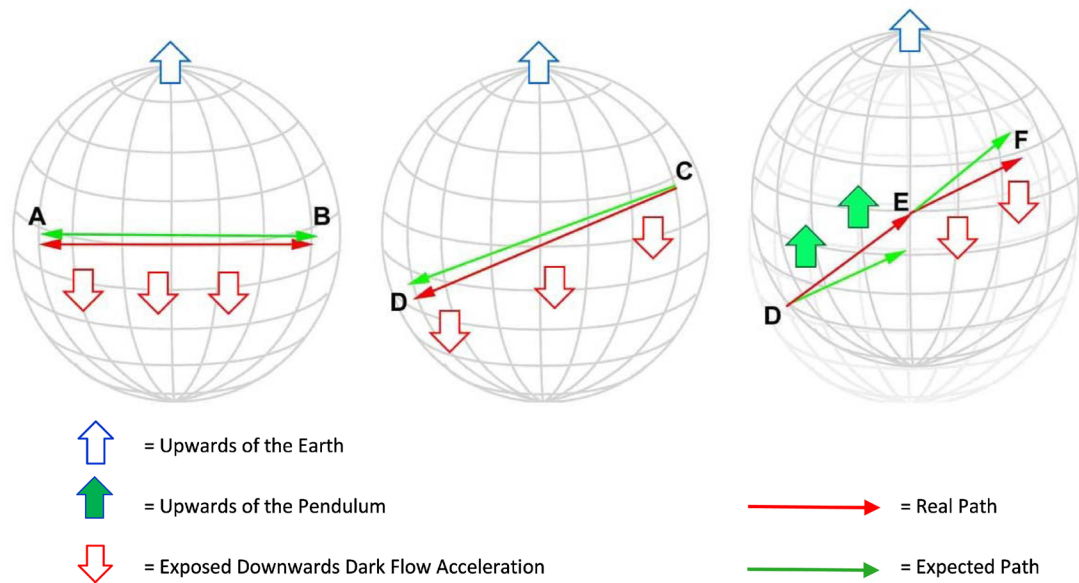 A
B
C
D
D
E
F
= Upwards of the Earth
= Upwards of the Pendulum
= Real Path
= Exposed Downwards Dark Flow Acceleration
= Expected Path